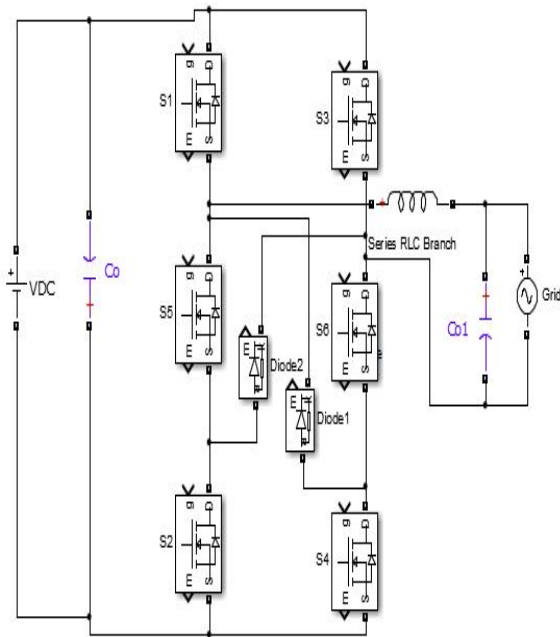 S1
g
D
E
S
S3
g
D
E
S
Series RLC Branch
VDC
+
Co
+
S5
g
D
E
S
Diode2
E
Diode1
E
S6
g
D
E
S
e
Co1
+
Grid
+
S2
g
D
E
S
S4
g
D
E
S